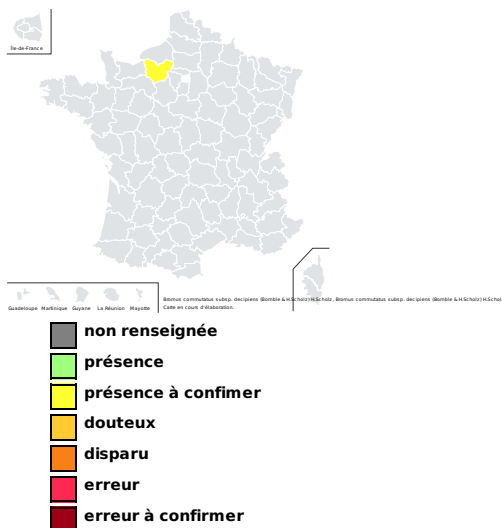 Île-de-France
Guadeloupe Martinique Guyane La Réunion Mayotte
Bromus commutatus subsp. decipiens (Bomble & H.Scholz) H.Scholz, Bromus commutatus subsp. decipiens (Bomble & H.Scholz) H.Schol
Carte en cours d'élaboration.
non renseignée
présence
présence à confimer
douteux
disparu
erreur
erreur à confirmer